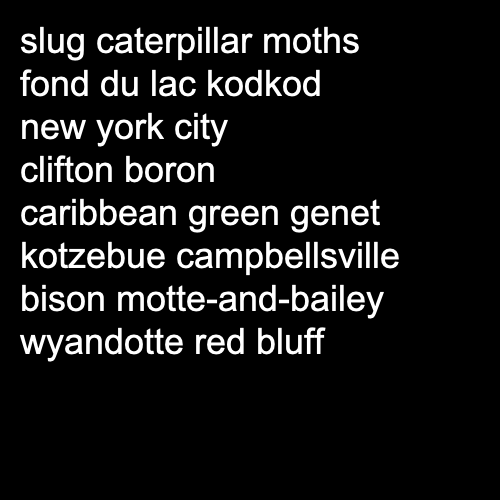 slug caterpillar moths
fond du lac kodkod
new york city
clifton boron
caribbean green genet
kotzebue campbellsville
bison motte-and-bailey
wyandotte red bluff